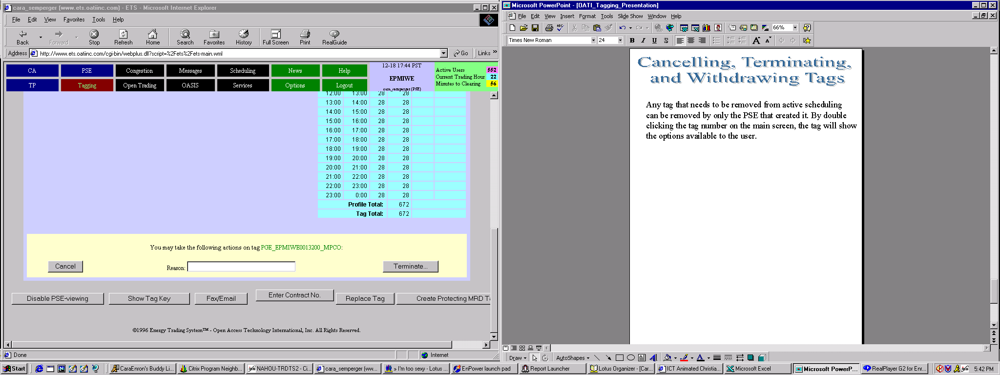 cara_semperger (www.ets.oatiinc.com) - ETS - Microsoft Internet Explorer
File Edit View Favorites Tools Help
Back Forward Stop Refresh Home Search Favorites History Full Screen Print RealGuide
Address http://www.ets.oatiinc.com/cgi-bin/webplus.dll?script=%2Fets%2Fets-main.wml Go Links »
CA PSE Congestion Messages Scheduling News Help
TP Tagging Open Trading OASIS Services Options Logout
12-18 17:44 PST
EPMIWE
cara_semperger (PSE)
Active Users 552
Current Trading Hour 22
Minutes to Clearing 56
12:00 13:00 28 28
13:00 14:00 28 28
14:00 15:00 28 28
15:00 16:00 28 28
16:00 17:00 28 28
17:00 18:00 28 28
18:00 19:00 28 28
19:00 20:00 28 28
20:00 21:00 28 28
21:00 22:00 28 28
22:00 23:00 28 28
23:00 0:00 28 28
Profile Total: 672
Tag Total: 672
You may take the following actions on tag PGE_EPMIWE0013200_MPCO:
Cancel Reason: Terminate...
Disable PSE-viewing Show Tag Key Fax/Email Enter Contract No. Replace Tag Create Protecting MRD Ta
©1996 Energy Trading System™ - Open Access Technology International, Inc. All Rights Reserved.
Done Internet
Microsoft PowerPoint - [OATI_Tagging_Presentation]
File Edit View Insert Format Tools Slide Show Window Help
66%
Times New Roman 24 B I U S
Cancelling, Terminating,
and Withdrawing Tags
Any tag that needs to be removed from active scheduling
can be removed by only the PSE that created it. By double
clicking the tag number on the main screen, the tag will show
the options available to the user.
Draw AutoShapes
Start CaraEnron's Buddy Li... Citrix Program Neighb... NAHOU-TRDTS2 - Ci... cara_semperger (ww... » I'm too sexy - Lotus ... EnPower launch pad Report Launcher Lotus Organizer - [Car... ICT Animated Christia... Microsoft Excel Microsoft PowerP... RealPlayer G2 for Enr... 5:42 PM